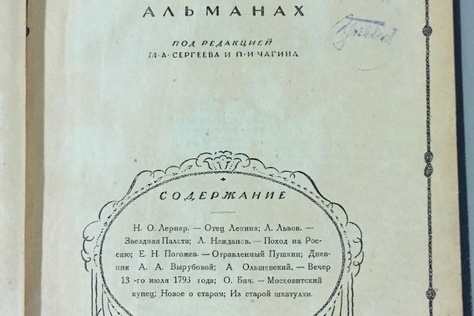 АЛЬМАНАХ
ПОД РЕДАКЦИЕЙ
М.А.СЕРГЕЕВА И П.И.ЧАГИНА
СОДЕРЖАНИЕ
Н. О. Лернер. — Отец Ленина; Л. Львов. —
Звездная Палата; Л. Нежданов. — Поход на Рос-
сию; Е. Н. Погожев. — Отравленный Пушкин; Днев-
ник А. А. Вырубовой; А. Ольшевский. — Вечер
13-го июля 1793 года; О. Бич. — Московитский
купец; Новое о старом; Из старой шкатулки.